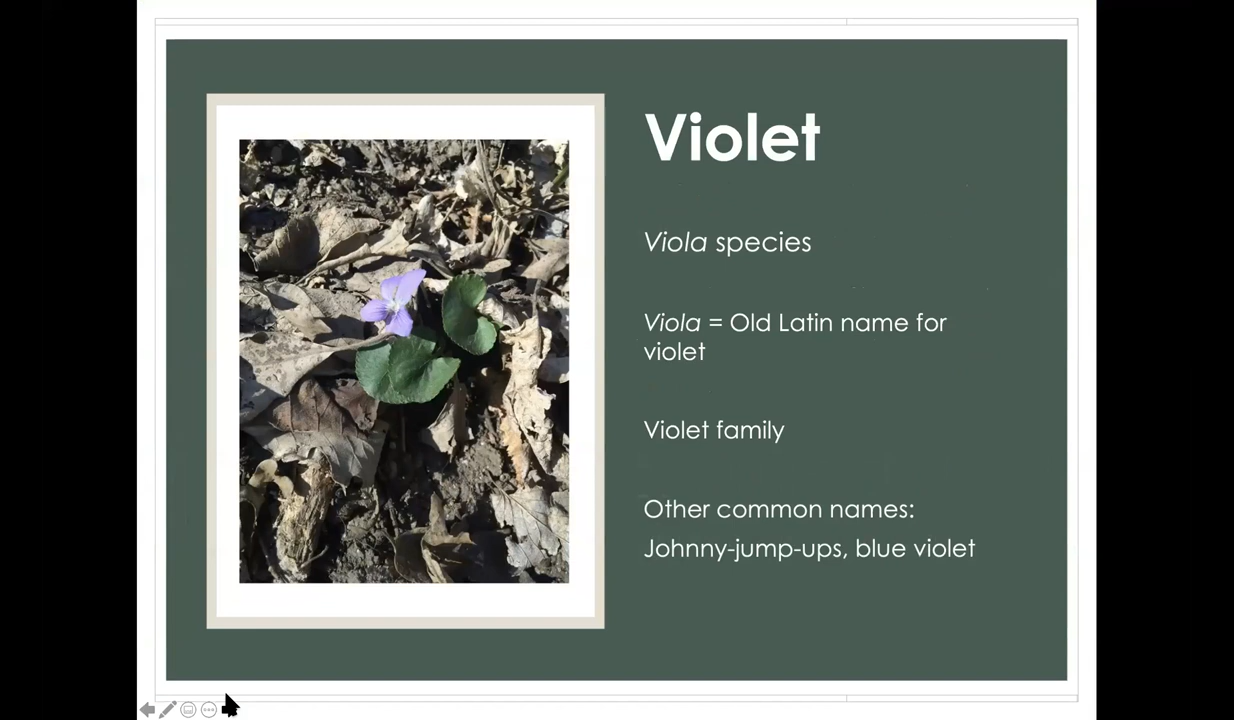 Violet
Viola species
Viola = Old Latin name for
violet
Violet family
Other common names:
Johnny-jump-ups, blue violet